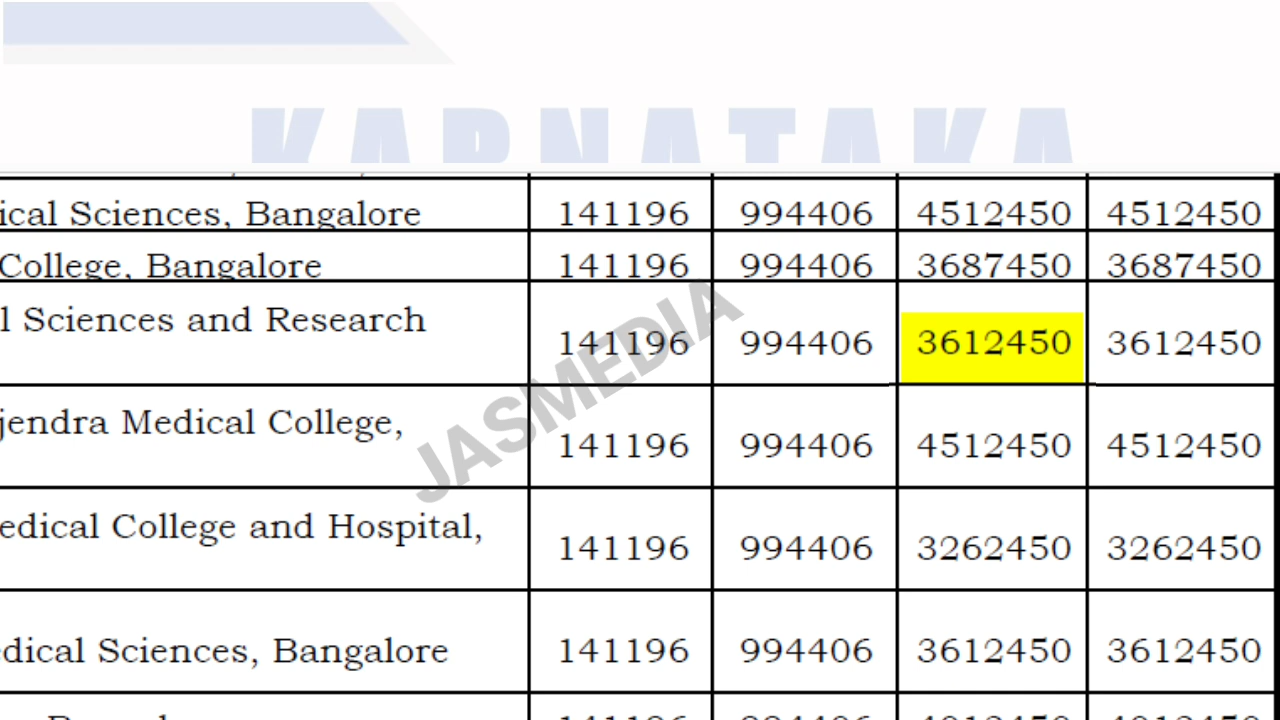 KARNATAKA
ical Sciences, Bangalore 141196 994406 4512450 4512450
College, Bangalore 141196 994406 3687450 3687450
l Sciences and Research
141196 994406 3612450 3612450
jendra Medical College,
141196 994406 4512450 4512450
edical College and Hospital,
141196 994406 3262450 3262450
edical Sciences, Bangalore 141196 994406 3612450 3612450
JASMEDIA